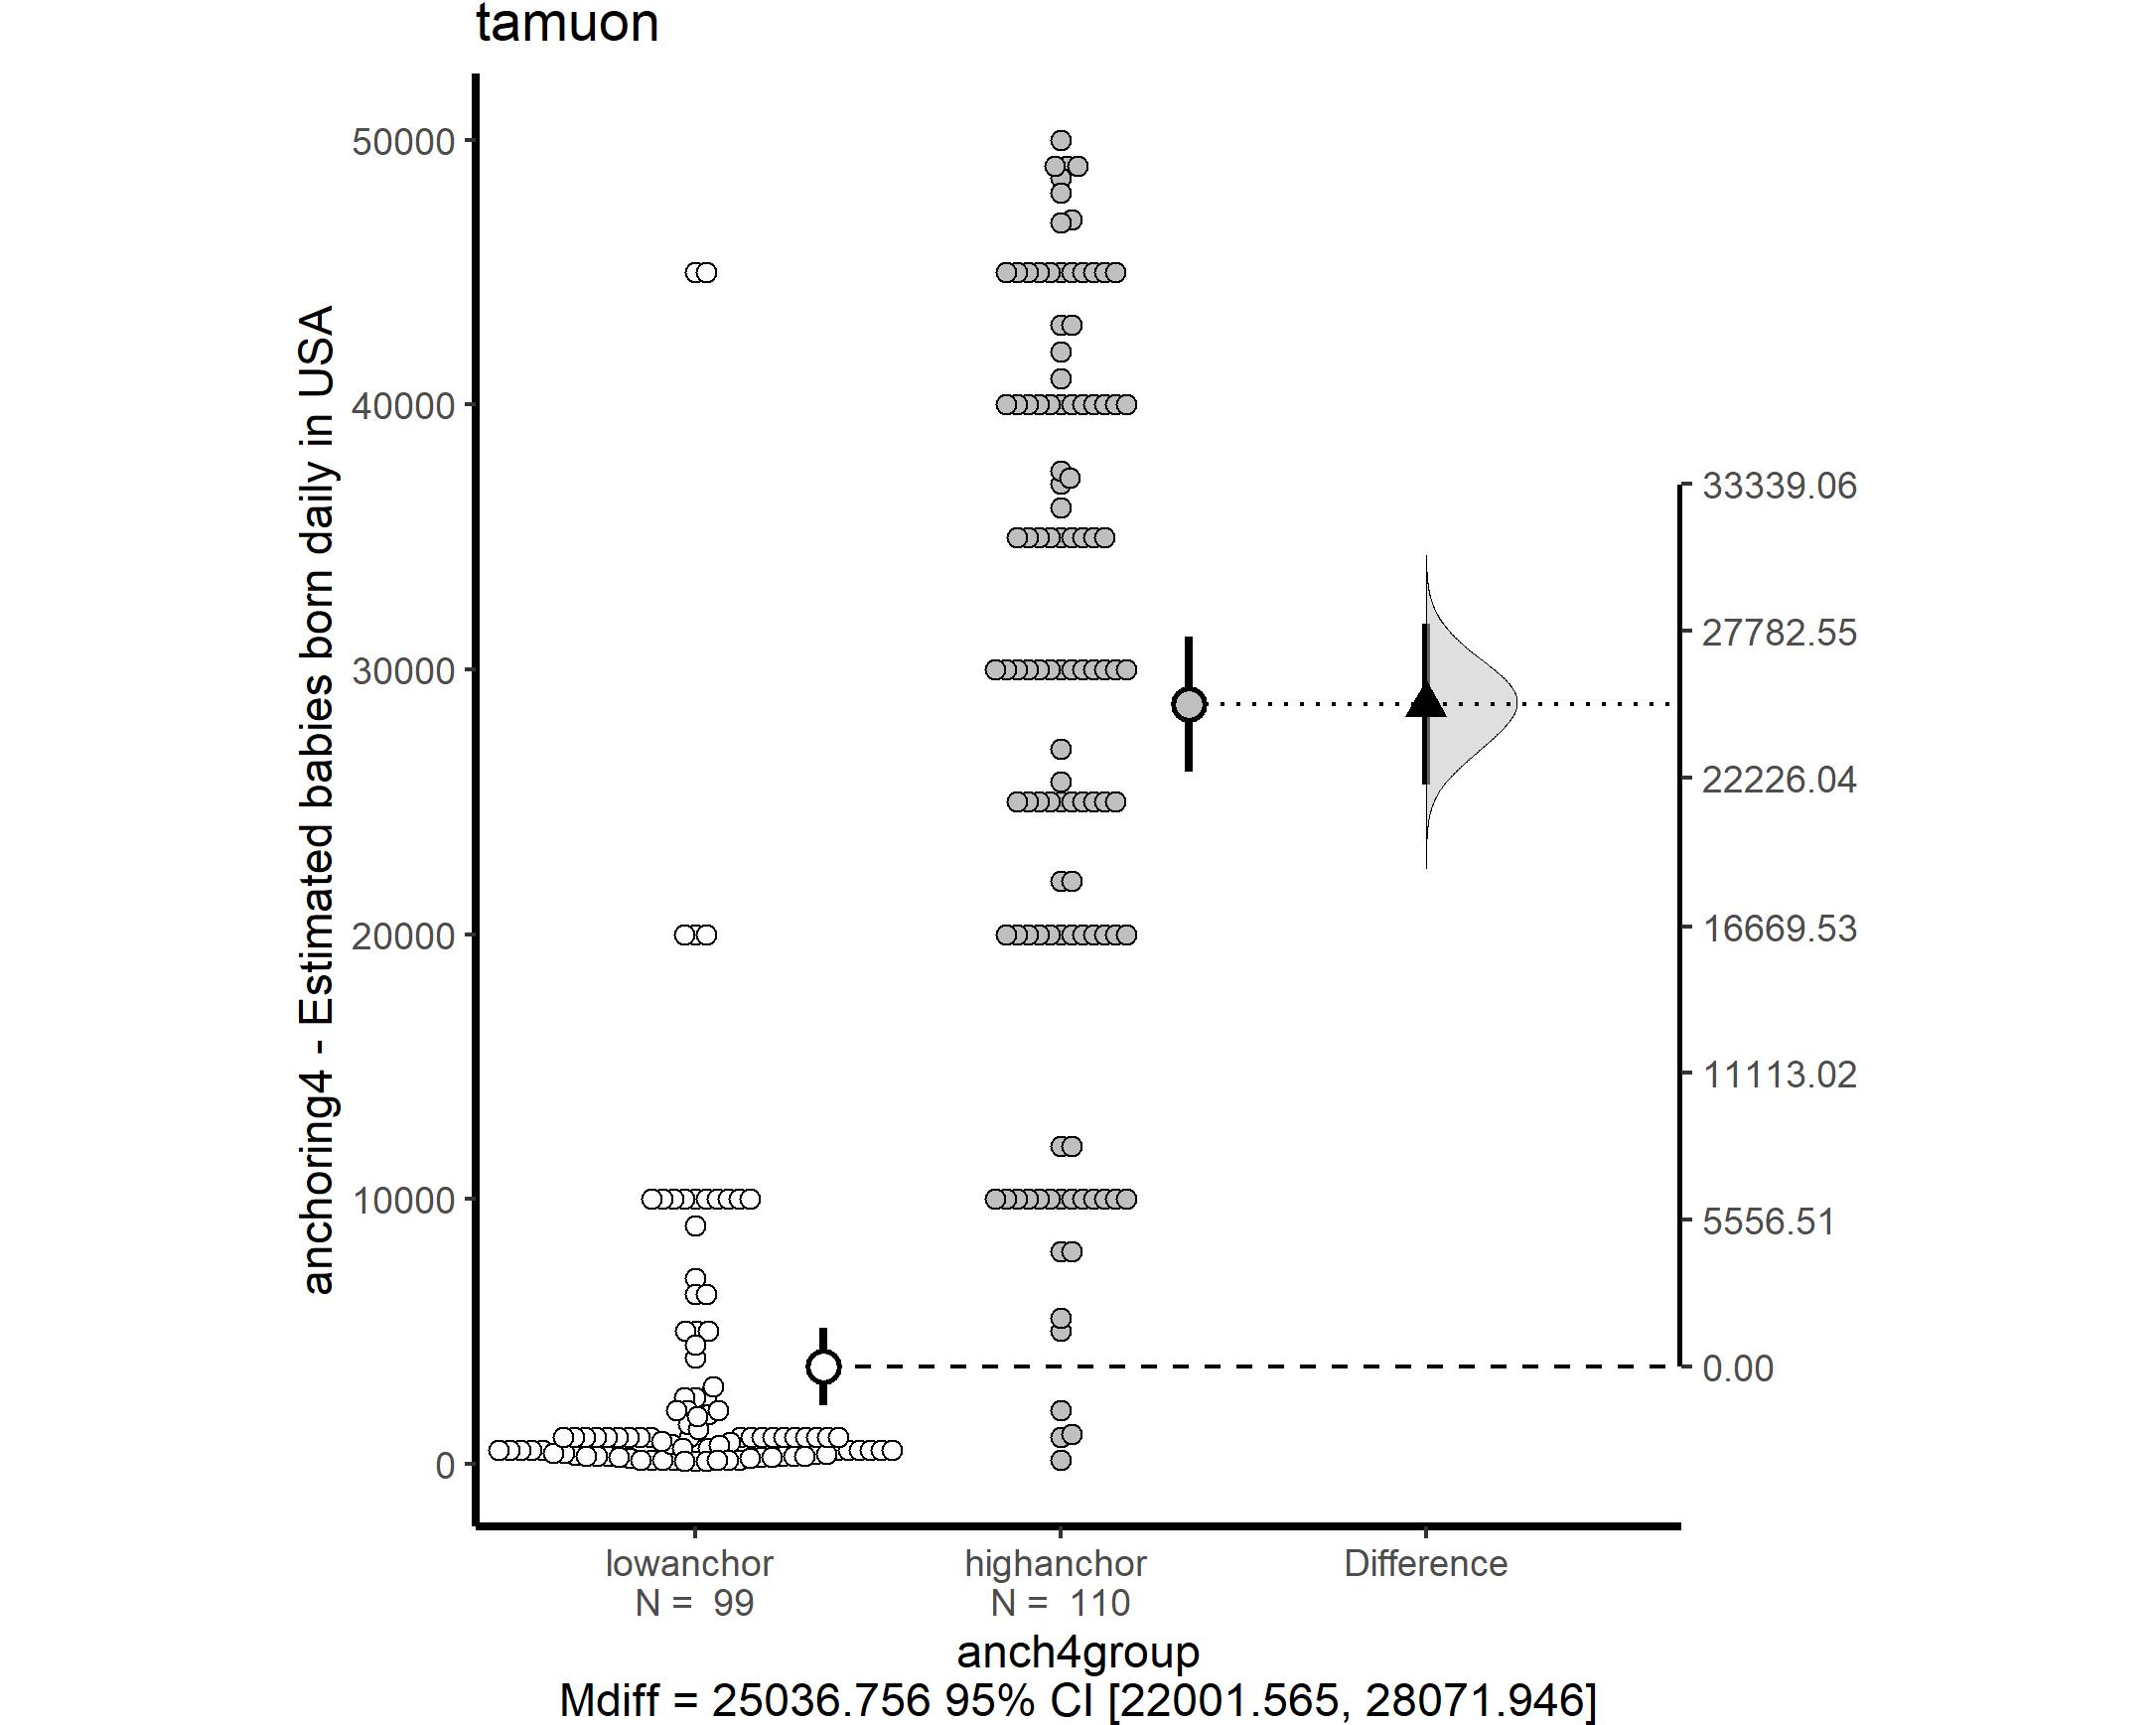 tamuon
anchoring4 - Estimated babies born daily in USA
50000
40000
30000
20000
10000
0
33339.06
27782.55
22226.04
16669.53
11113.02
5556.51
0.00
lowanchor
N =  99
highanchor
N =  110
Difference
anch4group
Mdiff = 25036.756 95% CI [22001.565, 28071.946]